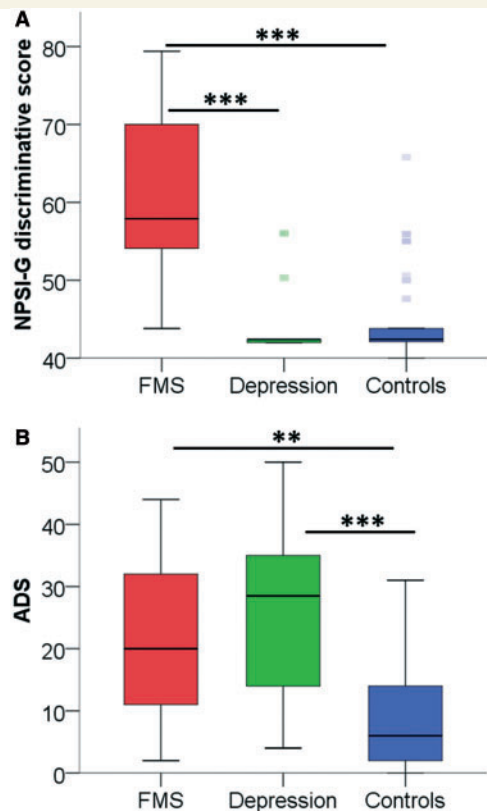 A
NPSI-G discriminative score
80
70
60
50
40
***
***
FMS Depression Controls
B
ADS
50
40
30
20
10
0
**
***
FMS Depression Controls